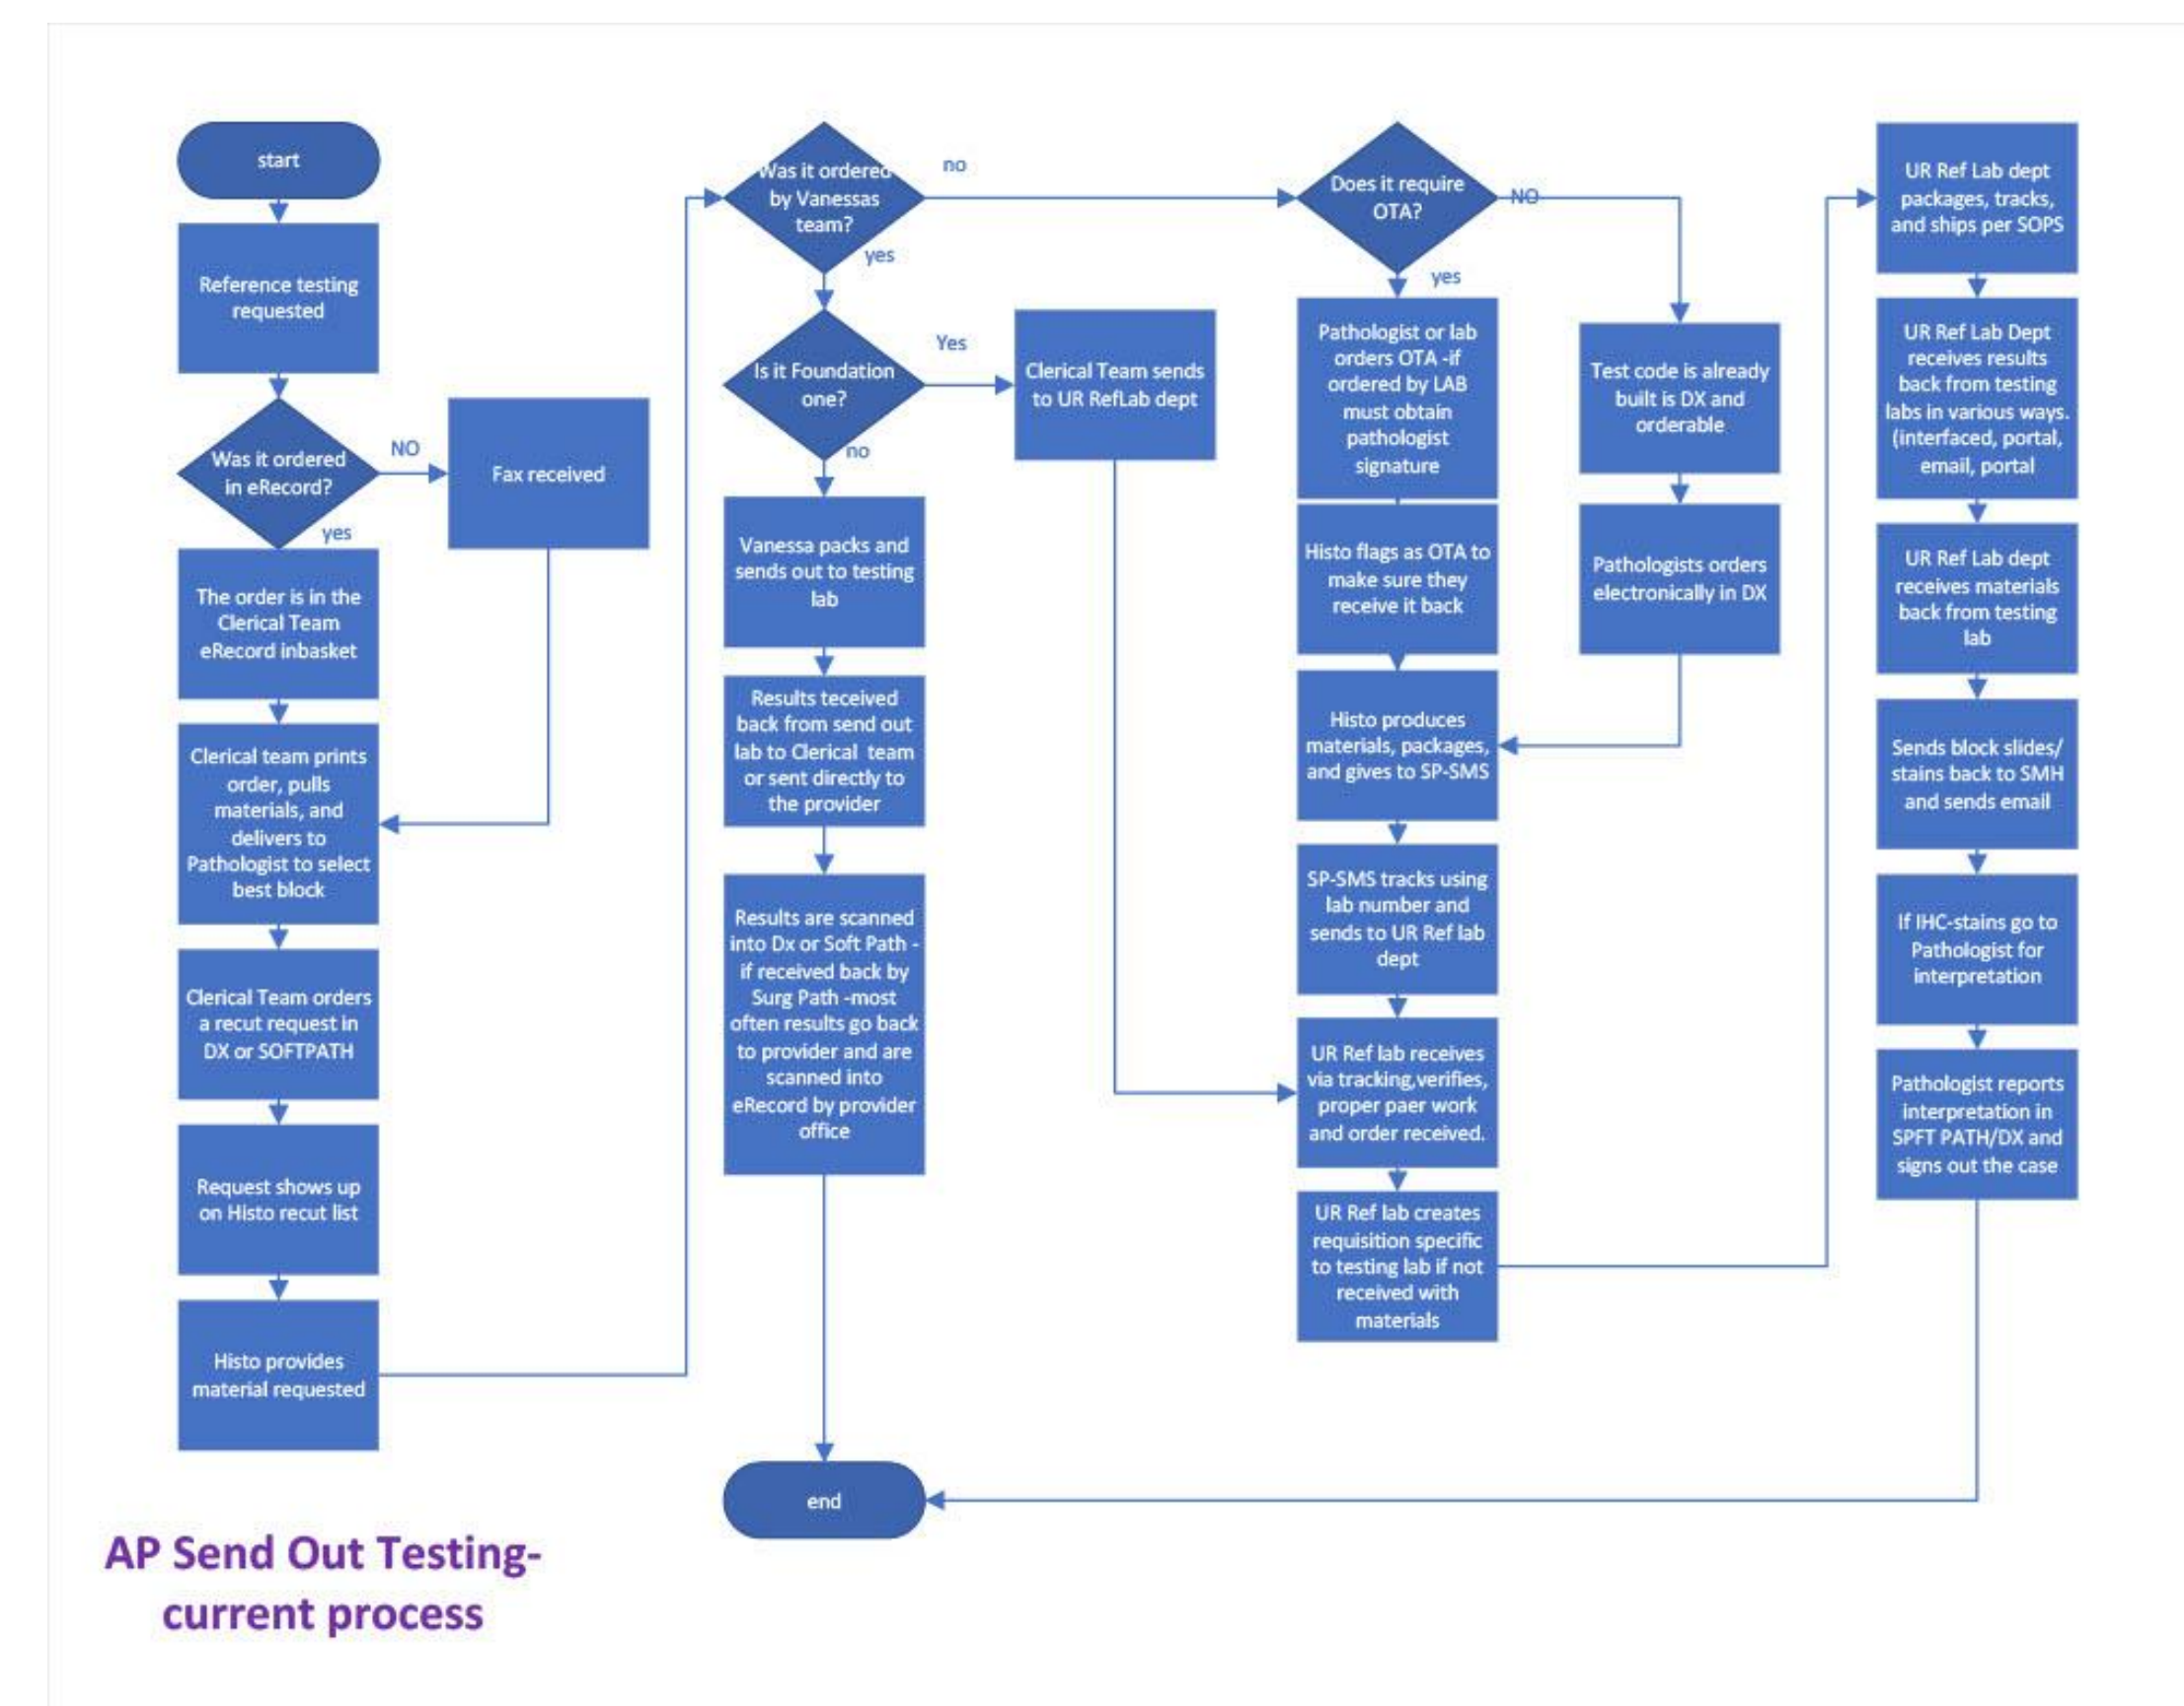 start
Reference testing
requested
Was it ordered
in eRecord?
NO
yes
Fax received
The order is in the
Clerical Team
eRecord inbasket
Clerical team prints
order, pulls
materials, and
delivers to
Pathologist to select
best block
Clerical Team orders
a recut request in
DX or SOFTPATH
Request shows up
on Histo recut list
Histo provides
material requested
Was it ordered
by Vanessas
team?
no
yes
Is it Foundation
one?
Yes
no
Clerical Team sends
to UR RefLab dept
Vanessa packs and
sends out to testing
lab
Results teceived
back from send out
lab to Clerical team
or sent directly to
the provider
Results are scanned
into Dx or Soft Path -
if received back by
Surg Path -most
often results go back
to provider and are
scanned into
eRecord by provider
office
end
Does it require
OTA?
NO
yes
Pathologist or lab
orders OTA -if
ordered by LAB
must obtain
pathologist
signature
Histo flags as OTA to
make sure they
receive it back
Test code is already
built is DX and
orderable
Pathologists orders
electronically in DX
Histo produces
materials, packages,
and gives to SP-SMS
SP-SMS tracks using
lab number and
sends to UR Ref lab
dept
UR Ref lab receives
via tracking,verifies,
proper paer work
and order received.
UR Ref lab creates
requisition specific
to testing lab if not
received with
materials
UR Ref Lab dept
packages, tracks,
and ships per SOPS
UR Ref Lab Dept
receives results
back from testing
labs in various ways.
(interfaced, portal,
email, portal
UR Ref Lab dept
receives materials
back from testing
lab
Sends block slides/
stains back to SMH
and sends email
If IHC-stains go to
Pathologist for
interpretation
Pathologist reports
interpretation in
SPFT PATH/DX and
signs out the case
AP Send Out Testing-
current process